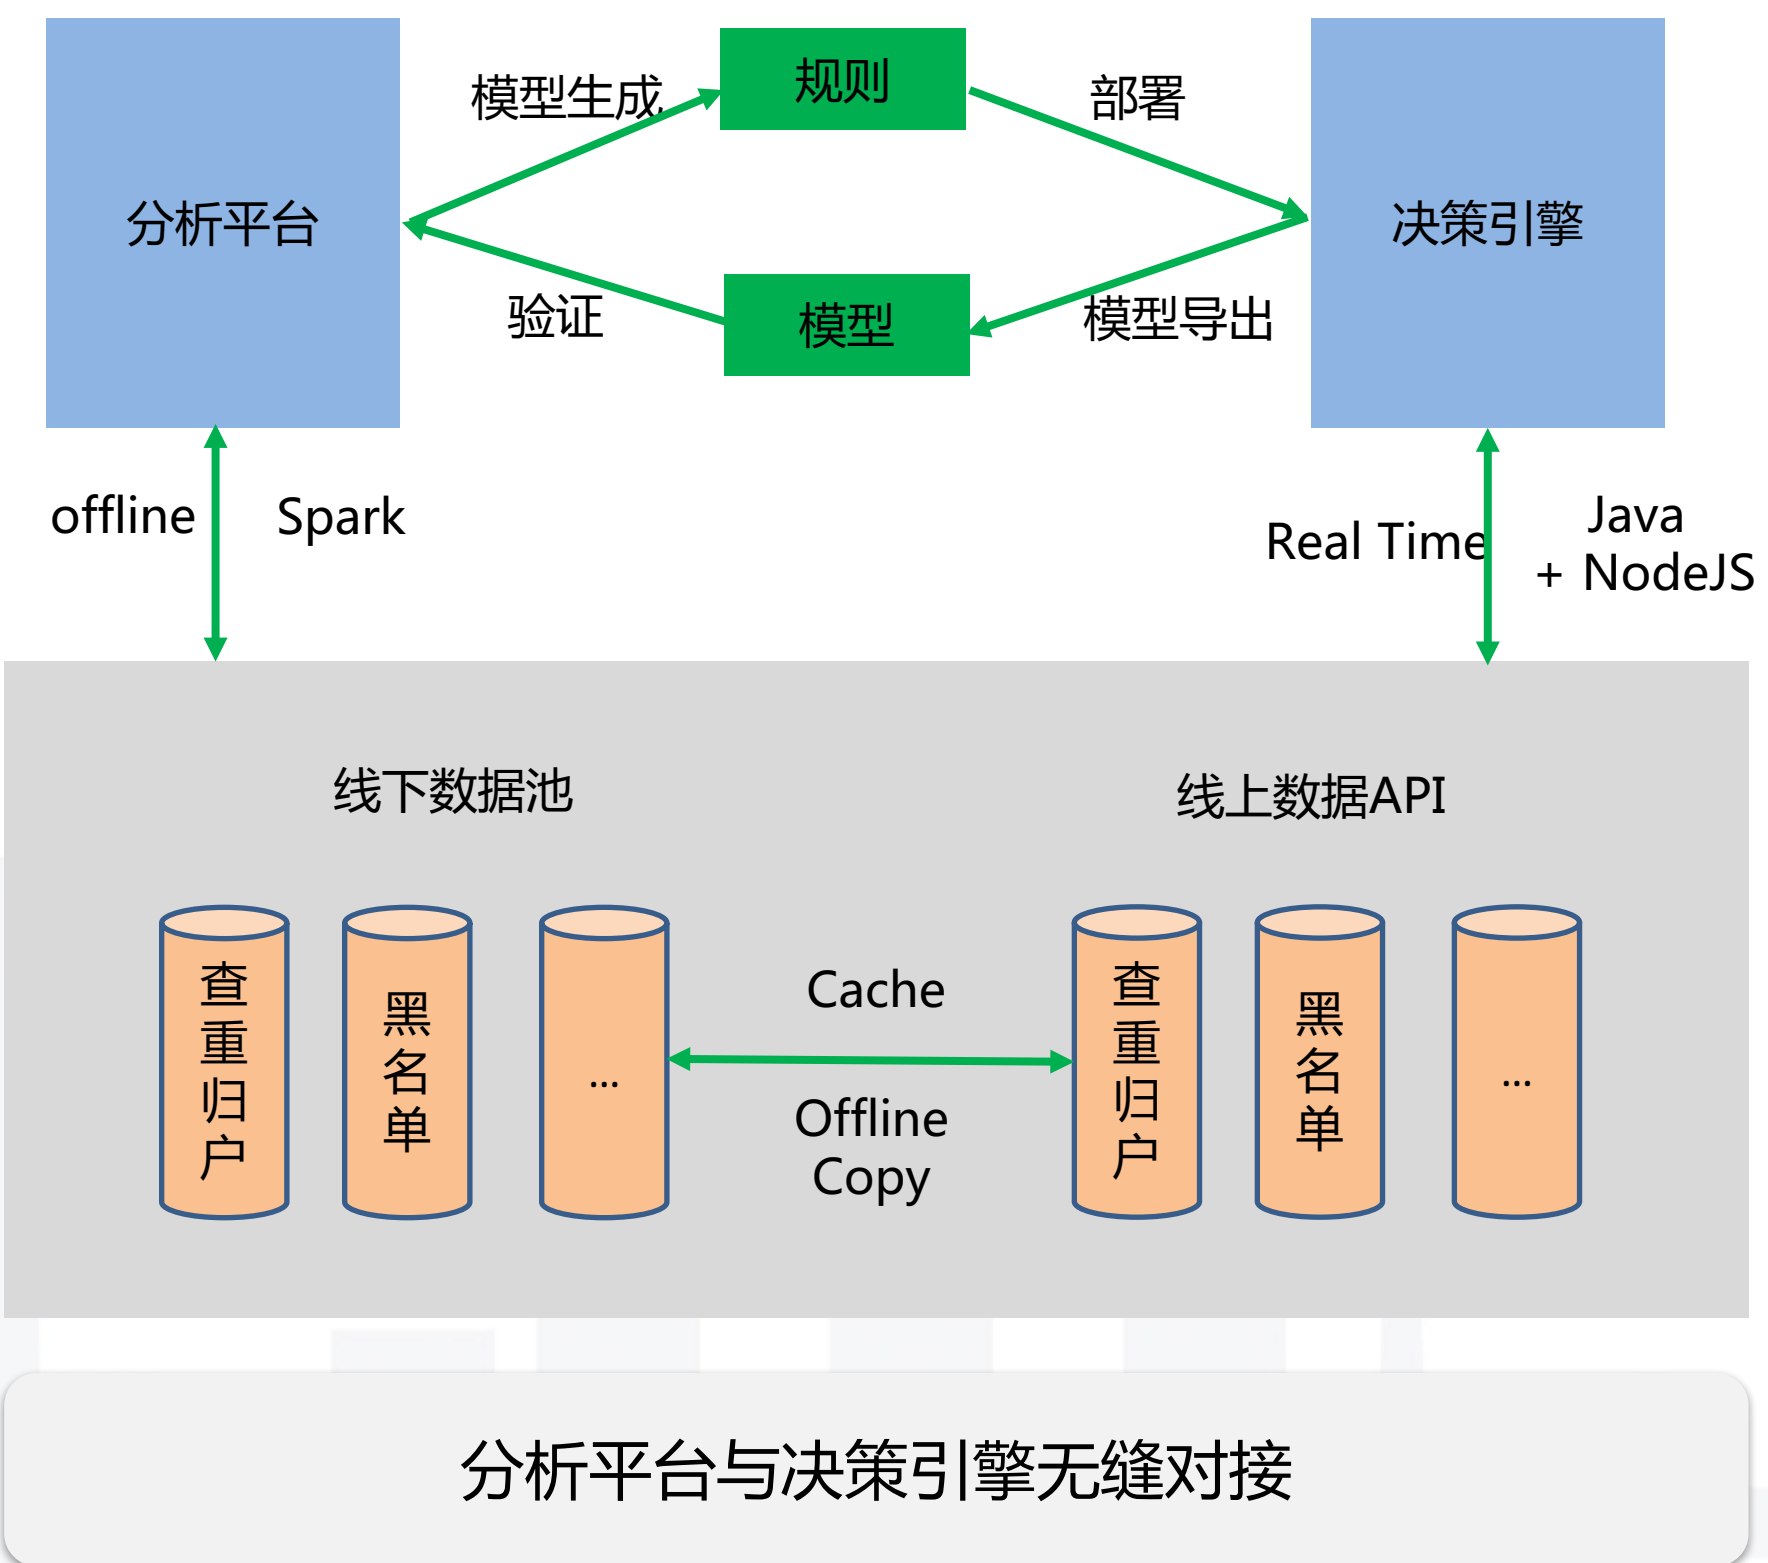 模型生成
规则
部署
分析平台
决策引擎
验证
模型
模型导出
offline
Spark
Real Time
Java
+ NodeJS
线下数据池
线上数据API
查
重
归
户
黑
名
单
...
Cache
Offline
Copy
查
重
归
户
黑
名
单
...
分析平台与决策引擎无缝对接